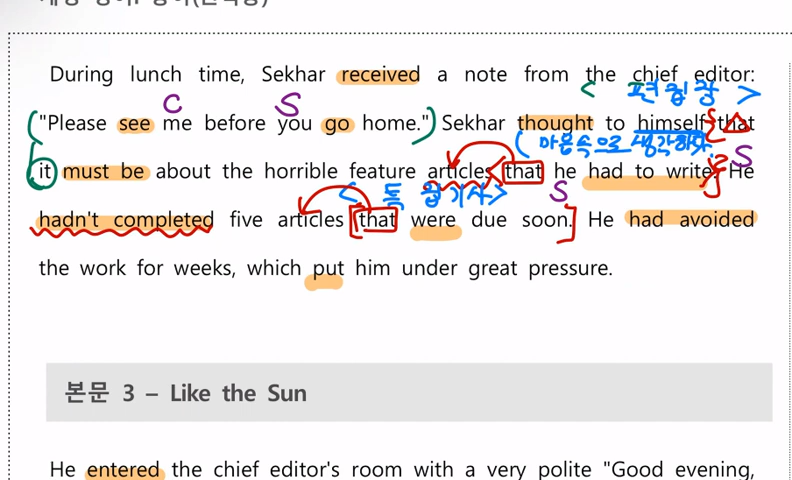 During lunch time, Sekhar received a note from the chief editor:
< 편집장 >
C S
"Please see me before you go home." Sekhar thought to himself that
( 마음속으로 생각하다
S
it must be about the horrible feature articles that he had to write. He
< 특집기사> S
hadn't completed five articles that were due soon. He had avoided
the work for weeks, which put him under great pressure.
본문 3 – Like the Sun
He entered the chief editor's room with a very polite "Good evening,